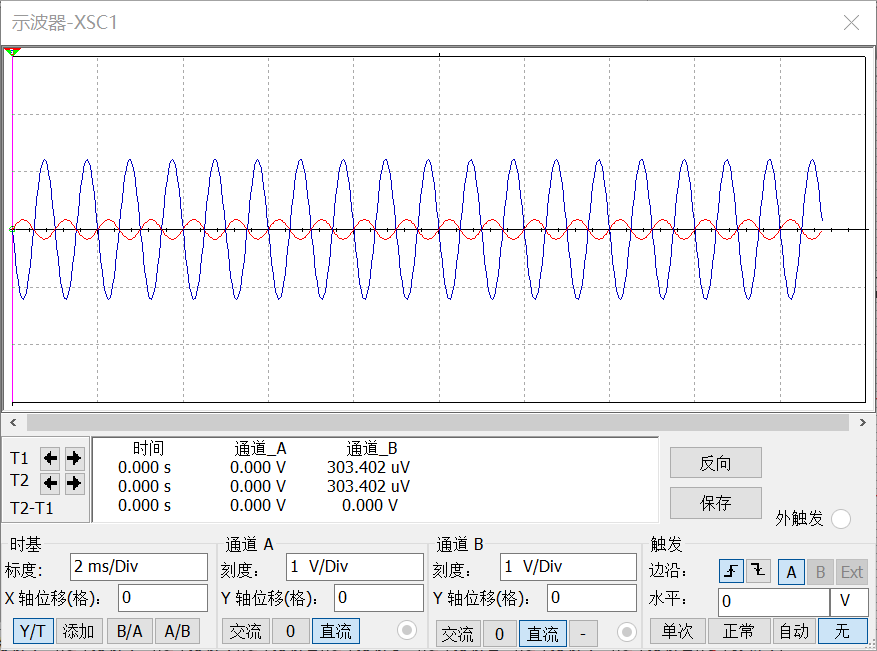 示波器-XSC1
时间 通道_A 通道_B
T1 0.000 s 0.000 V 303.402 uV
T2 0.000 s 0.000 V 303.402 uV
T2-T1 0.000 s 0.000 V 0.000 V
反向
保存
外触发
时基 通道 A 通道 B 触发
标度: 2 ms/Div 刻度: 1 V/Div 刻度: 1 V/Div 边沿: A B Ext
X 轴位移(格): 0 Y 轴位移(格): 0 Y 轴位移(格): 0 水平: 0 V
Y/T 添加 B/A A/B 交流 0 直流 交流 0 直流 - 单次 正常 自动 无